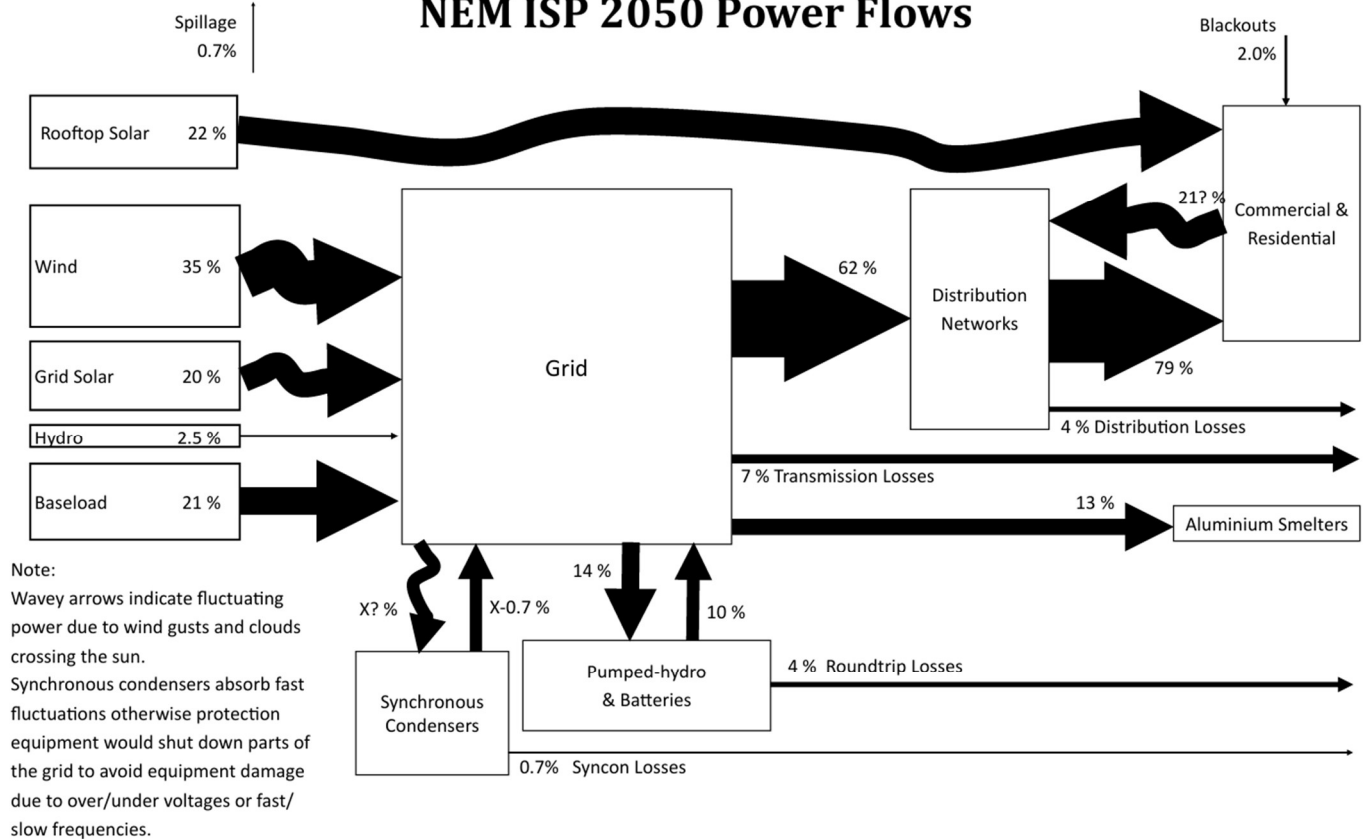 NEM ISP 2050 Power Flows
Spillage
0.7%
Blackouts
2.0%
Rooftop Solar 22 %
Wind 35 %
Grid Solar 20 %
Hydro 2.5 %
Baseload 21 %
Grid
62 %
Distribution
Networks
21? %
Commercial &
Residential
79 %
4 % Distribution Losses
7 % Transmission Losses
13 %
Aluminium Smelters
X? %
X-0.7 %
14 %
10 %
Synchronous
Condensers
Pumped-hydro
& Batteries
4 % Roundtrip Losses
0.7% Syncon Losses
Note:
Wavey arrows indicate fluctuating
power due to wind gusts and clouds
crossing the sun.
Synchronous condensers absorb fast
fluctuations otherwise protection
equipment would shut down parts of
the grid to avoid equipment damage
due to over/under voltages or fast/
slow frequencies.